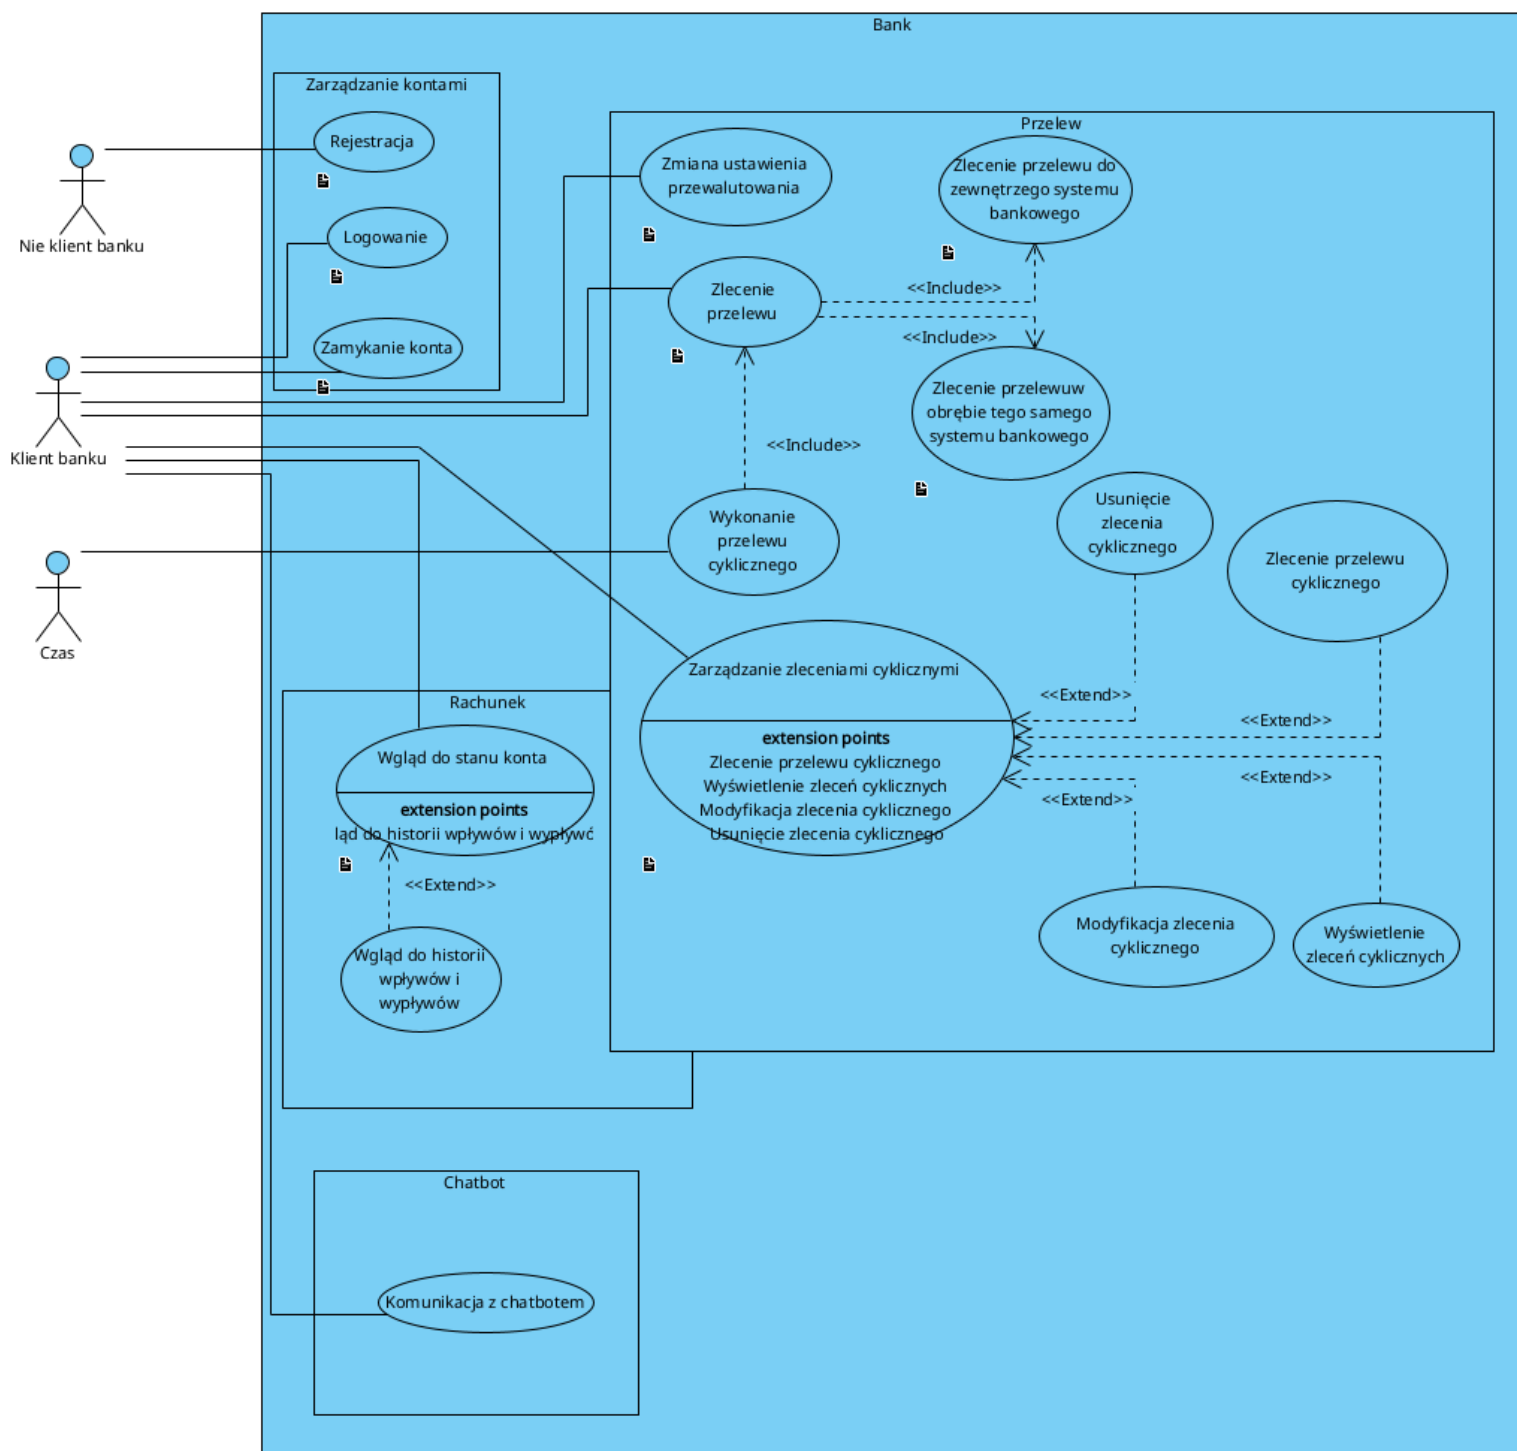 Bank
Zarządzanie kontami
Rejestracja
Logowanie
Zamykanie konta
Nie klient banku
Klient banku
Czas
Przelew
Zmiana ustawienia
przewalutowania
Zlecenie przelewu do
zewnętrzego systemu
bankowego
Zlecenie
przelewu
<<Include>>
<<Include>>
Zlecenie przelewuw
obrębie tego samego
systemu bankowego
<<Include>>
Wykonanie
przelewu
cyklicznego
Usunięcie
zlecenia
cyklicznego
Zlecenie przelewu
cyklicznego
Zarządzanie zleceniami cyklicznymi
extension points
Zlecenie przelewu cyklicznego
Wyświetlenie zleceń cyklicznych
Modyfikacja zlecenia cyklicznego
Usunięcie zlecenia cyklicznego
<<Extend>>
<<Extend>>
<<Extend>>
<<Extend>>
Modyfikacja zlecenia
cyklicznego
Wyświetlenie
zleceń cyklicznych
Rachunek
Wgląd do stanu konta
extension points
ląd do historii wpływów i wypływć
<<Extend>>
Wgląd do historii
wpływów i
wypływów
Chatbot
Komunikacja z chatbotem